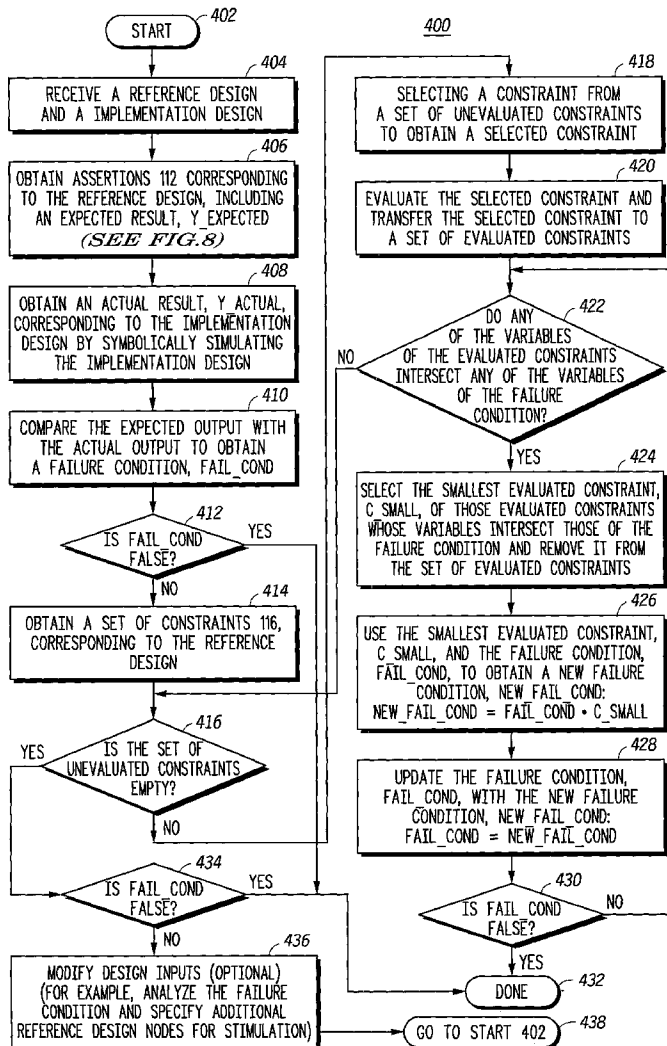 402
START
404
RECEIVE A REFERENCE DESIGN
AND A IMPLEMENTATION DESIGN
406
OBTAIN ASSERTIONS 112 CORRESPONDING
TO THE REFERENCE DESIGN, INCLUDING
AN EXPECTED RESULT, Y_EXPECTED
(SEE FIG.8)
408
OBTAIN AN ACTUAL RESULT, Y_ACTUAL,
CORRESPONDING TO THE IMPLEMENTATION
DESIGN BY SYMBOLICALLY SIMULATING
THE IMPLEMENTATION DESIGN
410
COMPARE THE EXPECTED OUTPUT WITH
THE ACTUAL OUTPUT TO OBTAIN
A FAILURE CONDITION, FAIL_COND
412
IS FAIL_COND
FALSE?
YES
NO
414
OBTAIN A SET OF CONSTRAINTS 116,
CORRESPONDING TO THE REFERENCE
DESIGN
416
YES
IS THE SET OF
UNEVALUATED CONSTRAINTS
EMPTY?
NO
434
IS FAIL_COND
FALSE?
YES
NO
436
MODIFY DESIGN INPUTS (OPTIONAL)
(FOR EXAMPLE, ANALYZE THE FAILURE
CONDITION AND SPECIFY ADDITIONAL
REFERENCE DESIGN NODES FOR STIMULATION)
400
418
SELECTING A CONSTRAINT FROM
A SET OF UNEVALUATED CONSTRAINTS
TO OBTAIN A SELECTED CONSTRAINT
420
EVALUATE THE SELECTED CONSTRAINT AND
TRANSFER THE SELECTED CONSTRAINT TO
A SET OF EVALUATED CONSTRAINTS
422
NO
DO ANY
OF THE VARIABLES
OF THE EVALUATED CONSTRAINTS
INTERSECT ANY OF THE VARIABLES
OF THE FAILURE
CONDITION?
YES
424
SELECT THE SMALLEST EVALUATED CONSTRAINT,
C_SMALL, OF THOSE EVALUATED CONSTRAINTS
WHOSE VARIABLES INTERSECT THOSE OF THE
FAILURE CONDITION AND REMOVE IT FROM
THE SET OF EVALUATED CONSTRAINTS
426
USE THE SMALLEST EVALUATED CONSTRAINT,
C_SMALL, AND THE FAILURE CONDITION,
FAIL_COND, TO OBTAIN A NEW FAILURE
CONDITION, NEW_FAIL_COND:
NEW_FAIL_COND = FAIL_COND • C_SMALL
428
UPDATE THE FAILURE CONDITION,
FAIL_COND, WITH THE NEW FAILURE
CONDITION, NEW_FAIL_COND:
FAIL_COND = NEW_FAIL_COND
430
IS FAIL_COND
FALSE?
NO
YES
DONE
432
GO TO START 402
438